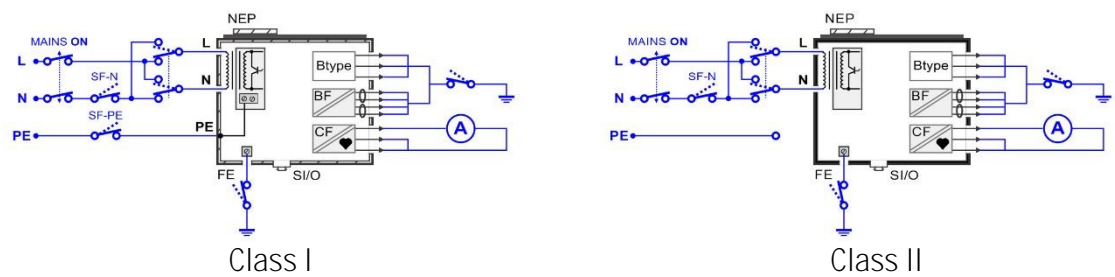 NEP
MAINS ON
L
L
SF-N
N
N
SF-PE
PE
PE
Btype
BF
CF
A
FE
SI/O
Class I
NEP
MAINS ON
L
L
SF-N
N
N
PE
Btype
BF
CF
A
FE
SI/O
Class II